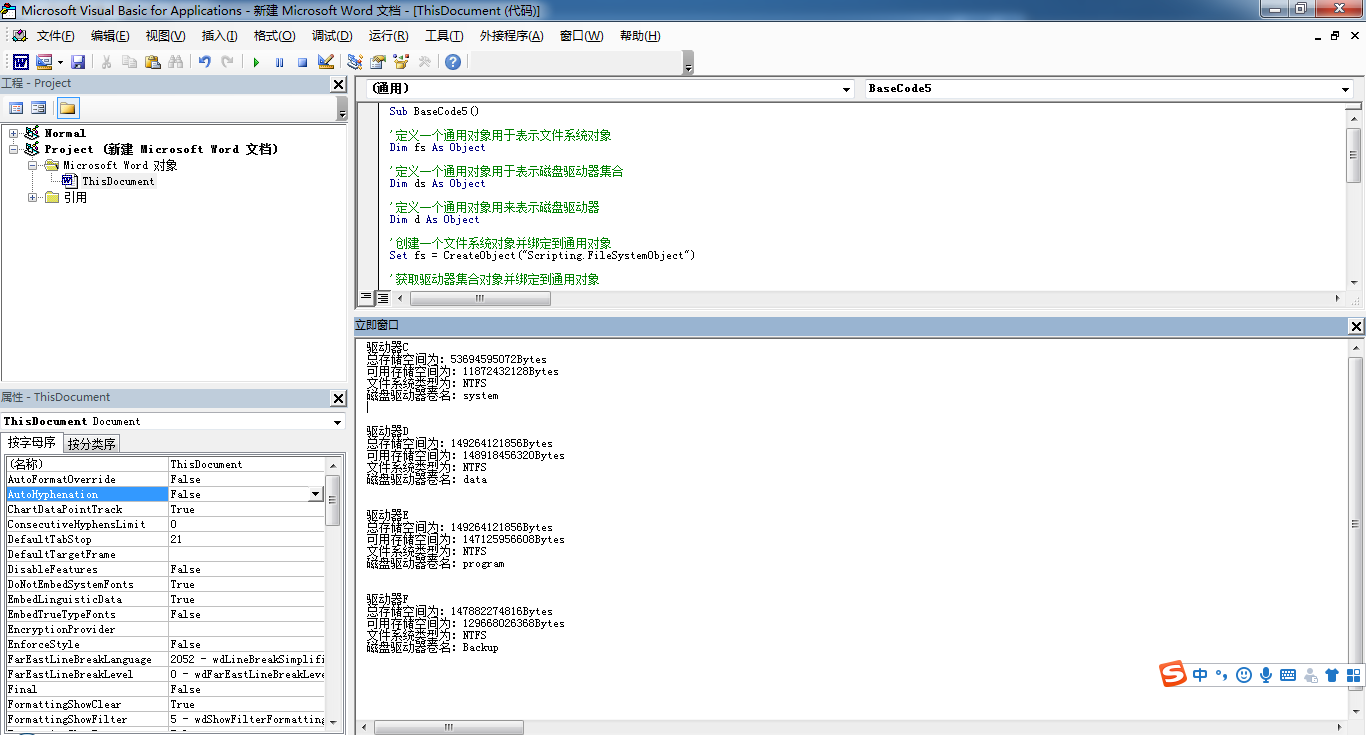 Microsoft Visual Basic for Applications - 新建 Microsoft Word 文档 - [ThisDocument (代码)]
文件(F) 编辑(E) 视图(V) 插入(I) 格式(O) 调试(D) 运行(R) 工具(T) 外接程序(A) 窗口(W) 帮助(H)
工程 - Project
Normal
Project (新建 Microsoft Word 文档)
Microsoft Word 对象
ThisDocument
引用
属性 - ThisDocument
ThisDocument Document
按字母序 按分类序
(名称) ThisDocument
AutoFormatOverride False
AutoHyphenation False
ChartDataPointTrack True
ConsecutiveHyphensLimit 0
DefaultTabStop 21
DefaultTargetFrame
DisableFeatures False
DoNotEmbedSystemFonts True
EmbedLinguisticData True
EmbedTrueTypeFonts False
EncryptionProvider
EnforceStyle False
FarEastLineBreakLanguage 2052 - wdLineBreakSimplifi
FarEastLineBreakLevel 0 - wdFarEastLineBreakLeve
Final False
FormattingShowClear True
FormattingShowFilter 5 - wdShowFilterFormatting
(通用) BaseCode5
Sub BaseCode5()
'定义一个通用对象用于表示文件系统对象
Dim fs As Object
'定义一个通用对象用于表示磁盘驱动器集合
Dim ds As Object
'定义一个通用对象用来表示磁盘驱动器
Dim d As Object
'创建一个文件系统对象并绑定到通用对象
Set fs = CreateObject("Scripting.FileSystemObject")
'获取驱动器集合对象并绑定到通用对象
立即窗口
驱动器C
总存储空间为: 53694595072Bytes
可用存储空间为: 11872432128Bytes
文件系统类型为: NTFS
磁盘驱动器卷名: system
驱动器D
总存储空间为: 149264121856Bytes
可用存储空间为: 148918456320Bytes
文件系统类型为: NTFS
磁盘驱动器卷名: data
驱动器E
总存储空间为: 149264121856Bytes
可用存储空间为: 147125956608Bytes
文件系统类型为: NTFS
磁盘驱动器卷名: program
驱动器F
总存储空间为: 147882274816Bytes
可用存储空间为: 129668026368Bytes
文件系统类型为: NTFS
磁盘驱动器卷名: Backup
S 中